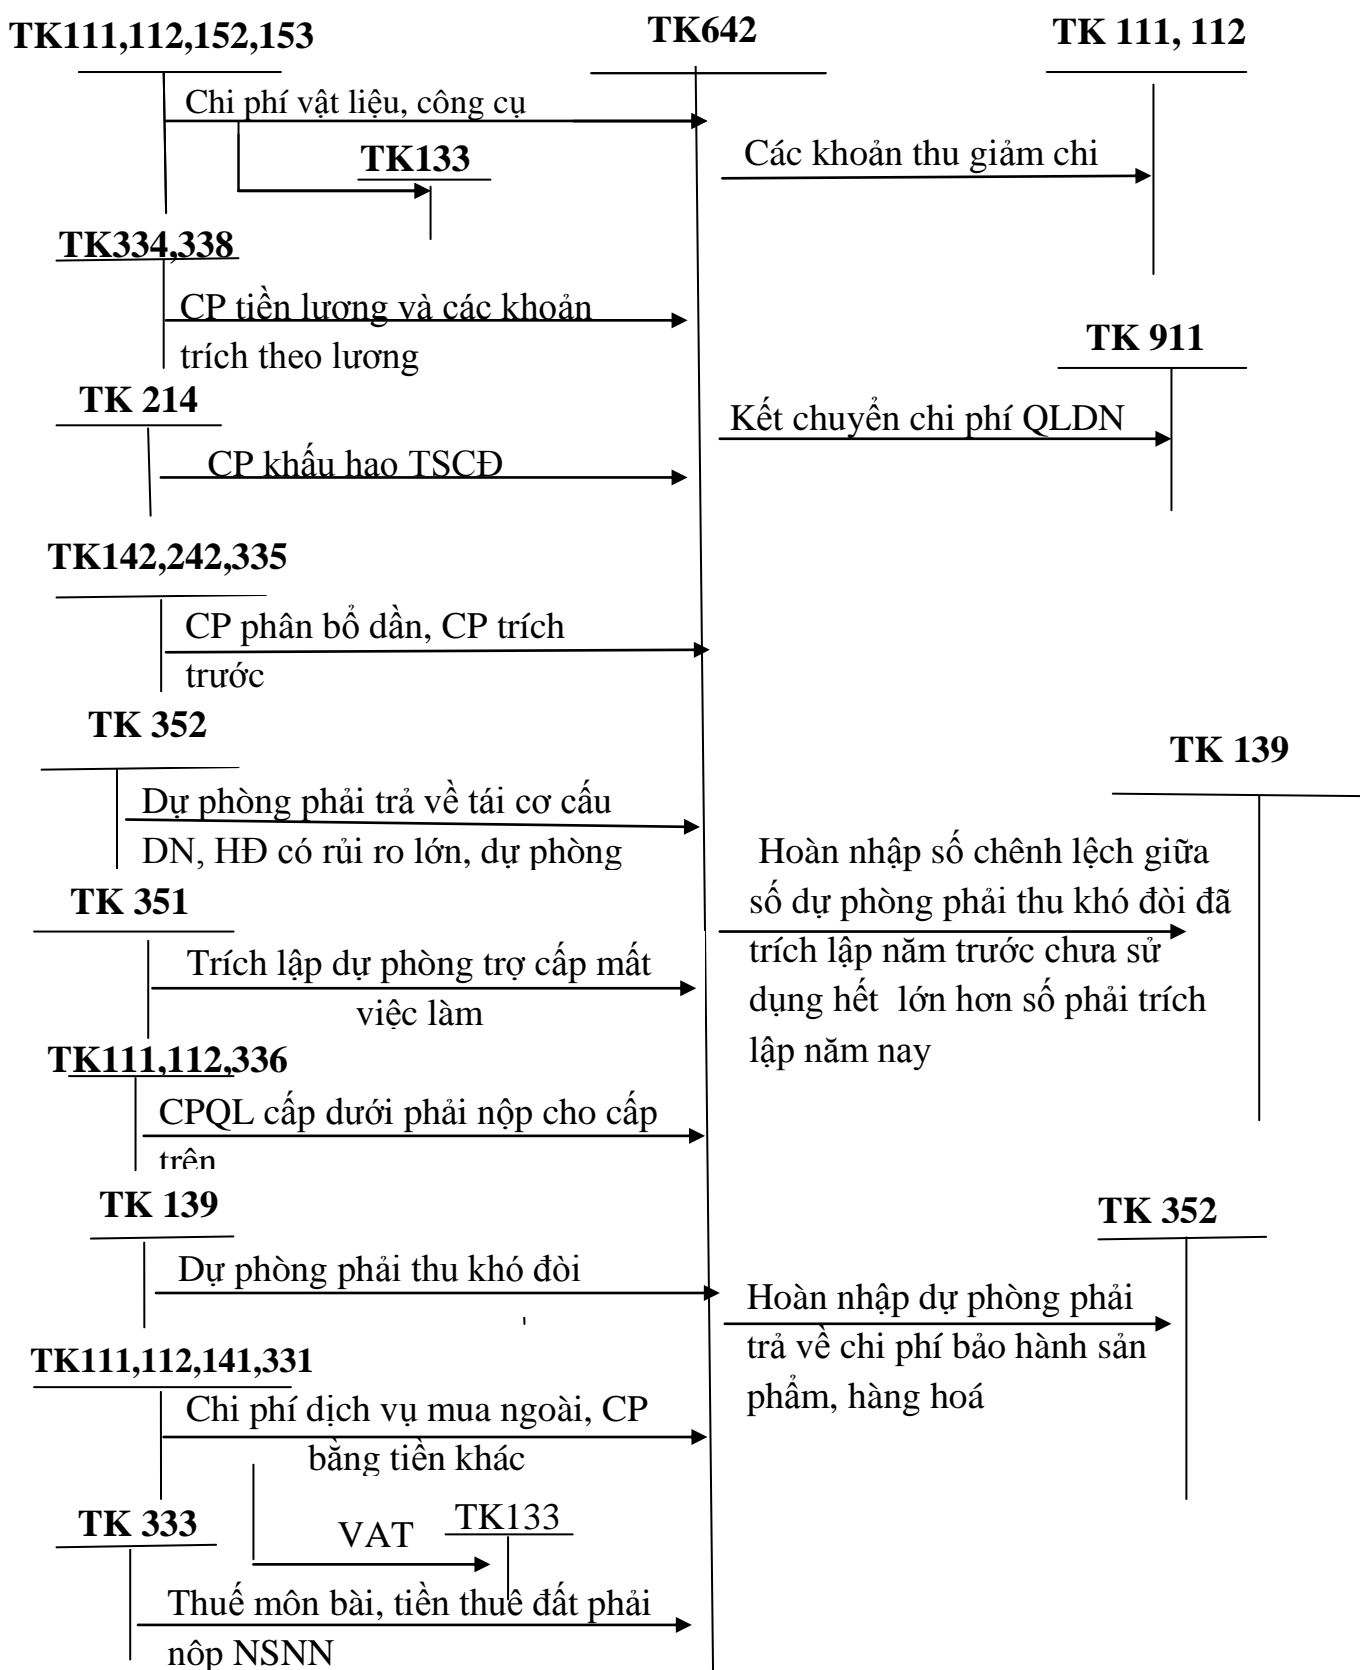 TK111,112,152,153
TK642
TK 111, 112
Chi phí vật liệu, công cụ
TK133
Các khoản thu giảm chi
TK334,338
CP tiền lương và các khoản
trích theo lương
TK 911
TK 214
Kết chuyển chi phí QLDN
CP khấu hao TSCĐ
TK142,242,335
CP phân bổ dần, CP trích
trước
TK 352
TK 139
Dự phòng phải trả về tái cơ cấu
DN, HĐ có rủi ro lớn, dự phòng
Hoàn nhập số chênh lệch giữa
số dự phòng phải thu khó đòi đã
trích lập năm trước chưa sử
dụng hết lớn hơn số phải trích
lập năm nay
TK 351
Trích lập dự phòng trợ cấp mất
việc làm
TK111,112,336
CPQL cấp dưới phải nộp cho cấp
trên
TK 139
TK 352
Dự phòng phải thu khó đòi
Hoàn nhập dự phòng phải
trả về chi phí bảo hành sản
phẩm, hàng hoá
TK111,112,141,331
Chi phí dịch vụ mua ngoài, CP
bằng tiền khác
TK 333
VAT
TK133
Thuế môn bài, tiền thuê đất phải
nộp NSNN